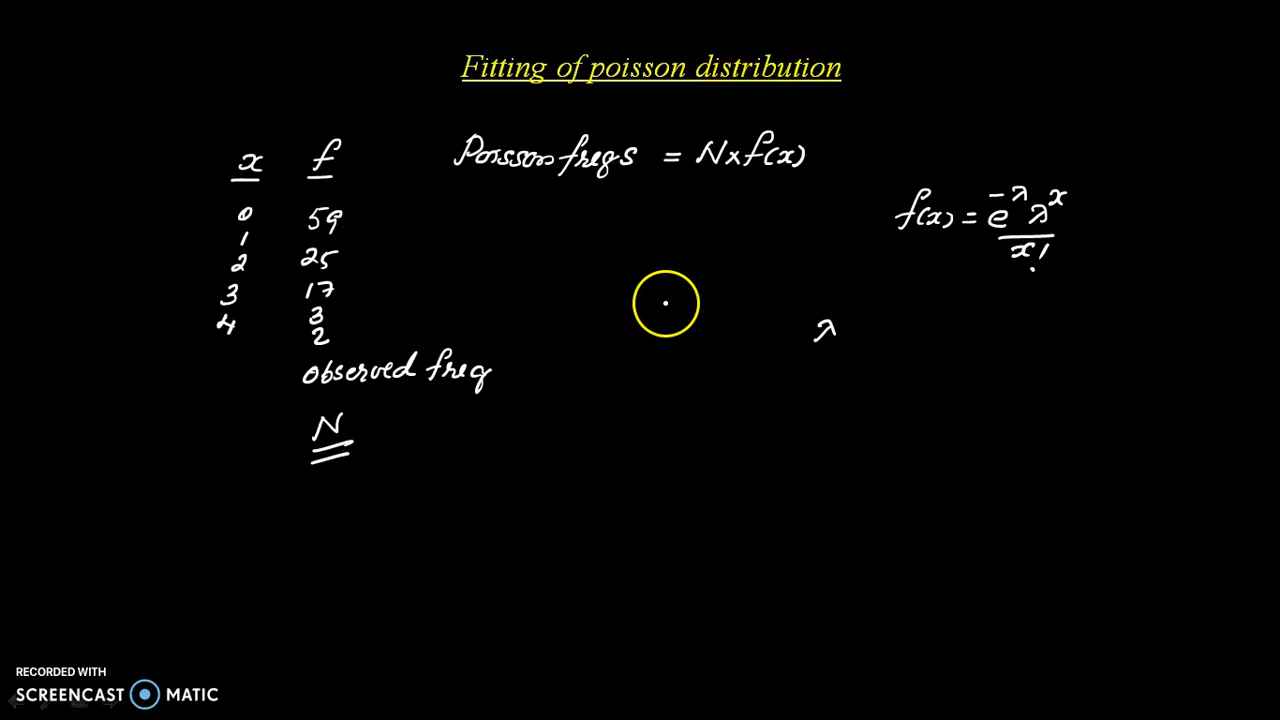 Fitting of poisson distribution
x f
0 59
1
2 25
3 17
4 3
2
observed freq
N
Poisson freqs = N×f(x)
f(x) = e^-λ λ^x / x!
λ
RECORDED WITH
SCREENCAST MATIC